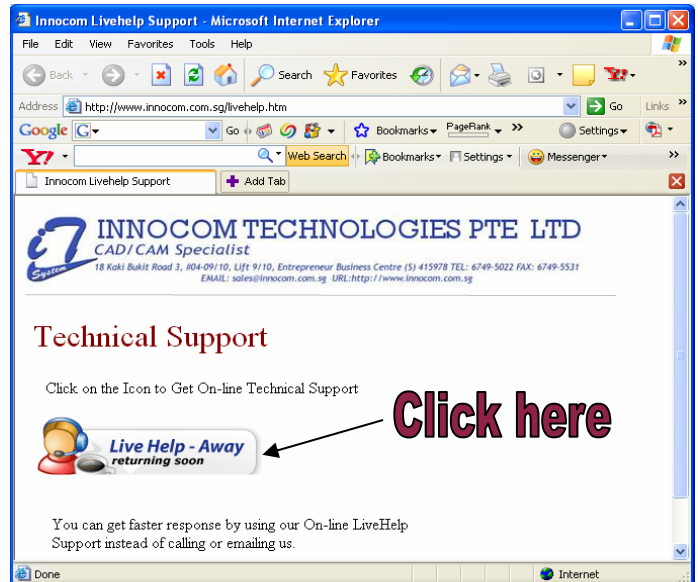 Innocom Livehelp Support - Microsoft Internet Explorer
File Edit View Favorites Tools Help
Back Search Favorites Y! »
Address http://www.innocom.com.sg/livehelp.htm Go Links »
Google G Go Bookmarks PageRank » Settings
Y! Web Search Bookmarks Settings Messenger »
Innocom Livehelp Support Add Tab
i7 System
INNOCOM TECHNOLOGIES PTE LTD
CAD/CAM Specialist
18 Kaki Bukit Road 3, #04-09/10, Lift 9/10, Entrepreneur Business Centre (S) 415978 TEL: 6749-5022 FAX: 6749-5531
EMAIL: sales@innocom.com.sg URL:http://www.innocom.com.sg
Technical Support
Click on the Icon to Get On-line Technical Support
Click here
Live Help - Away
returning soon
You can get faster response by using our On-line LiveHelp
Support instead of calling or emailing us.
Done Internet